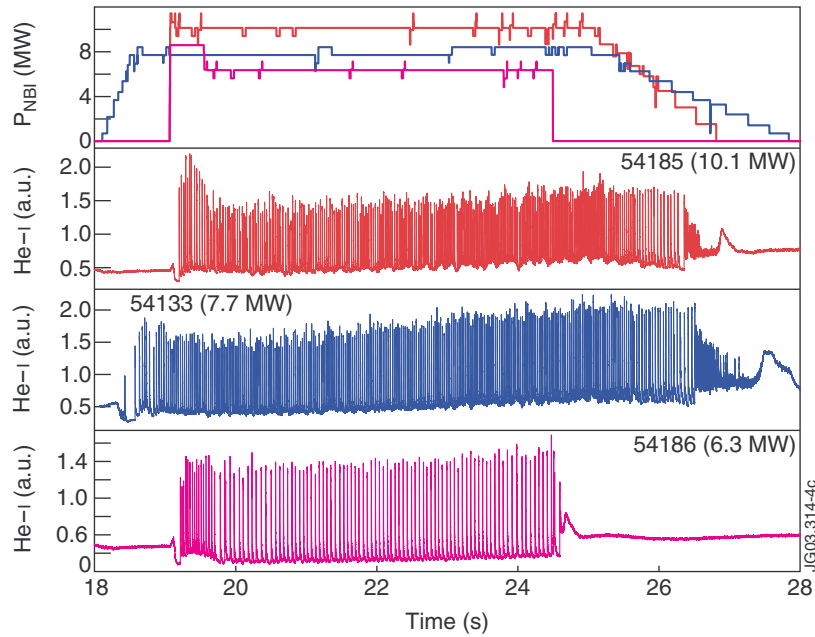 P_NBI (MW)
8
4
0
54185 (10.1 MW)
He–I (a.u.)
2.0
1.5
1.0
0.5
54133 (7.7 MW)
He–I (a.u.)
2.0
1.5
1.0
0.5
54186 (6.3 MW)
He–I (a.u.)
1.4
1.0
0.6
0
18 20 22 24 26 28
Time (s)
JG03.314-4c